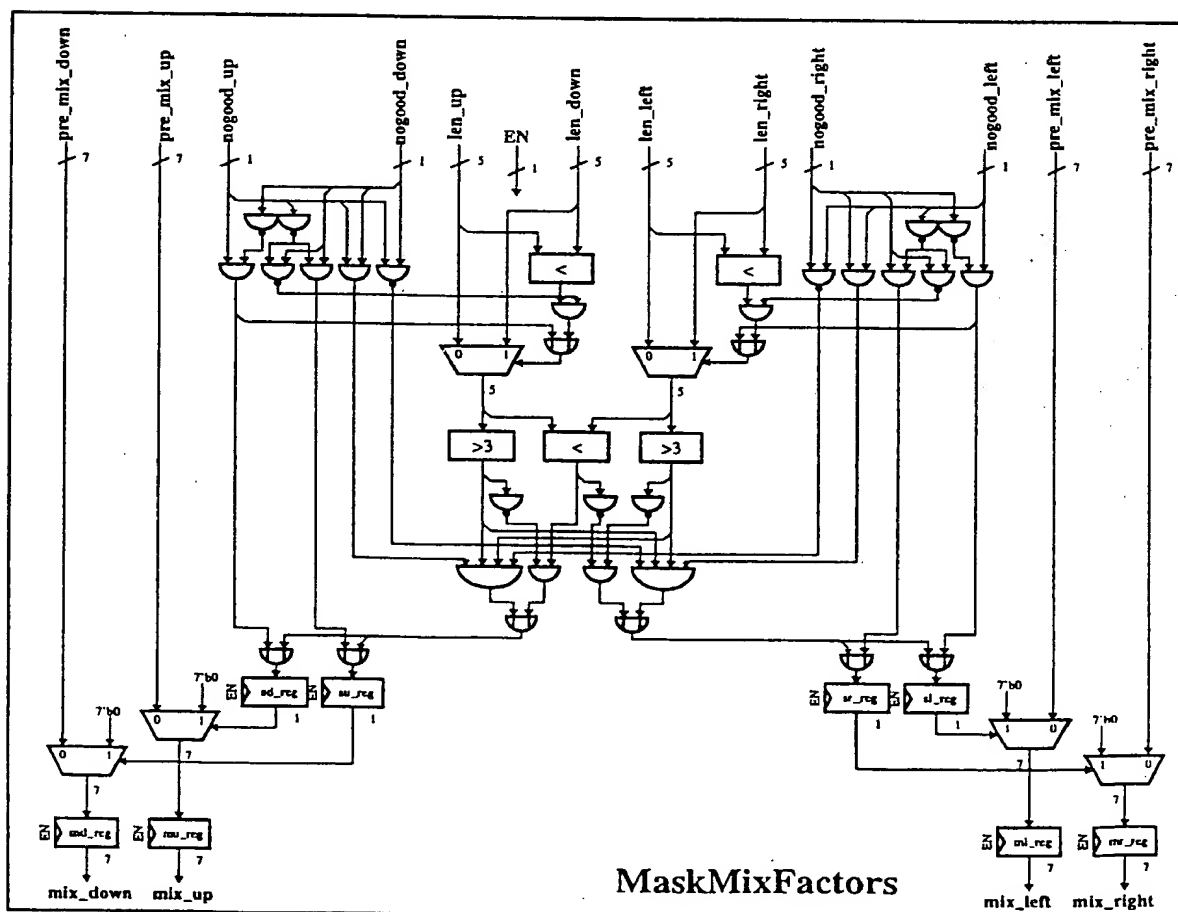 pre_mix_down
pre_mix_up
nogood_up
nogood_down
len_up
EN
len_down
len_left
len_right
nogood_right
nogood_left
pre_mix_left
pre_mix_right
7
7
1
1
5
1
5
5
5
1
1
7
7
<
<
0 1
0 1
5
5
>3
<
>3
EN
sd_reg
EN
su_reg
EN
sr_reg
EN
sl_reg
1
1
1
1
7'b0
7'b0
7'b0
7'b0
0 1
0 1
1 0
1 0
7
7
7
7
EN
md_reg
EN
mu_reg
EN
ml_reg
EN
mr_reg
7
7
7
7
mix_down
mix_up
MaskMixFactors
mix_left
mix_right